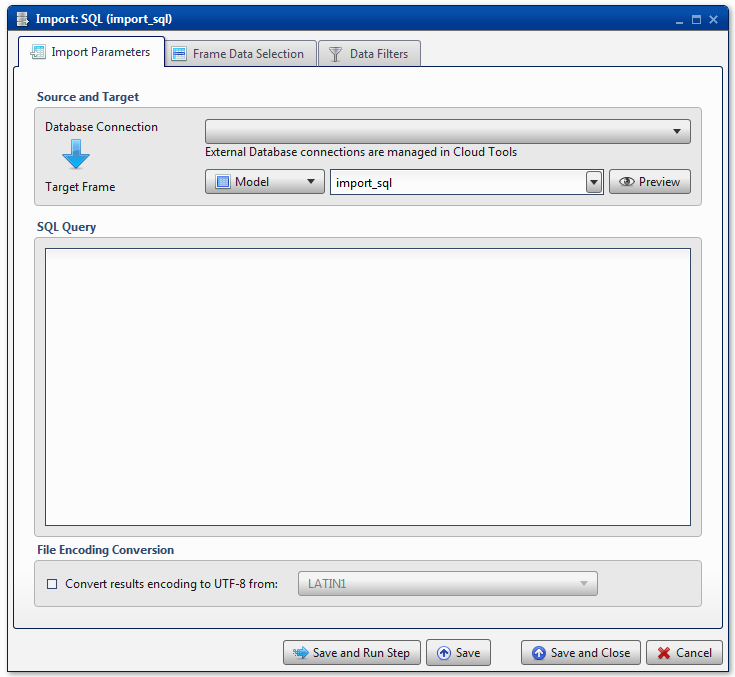 Import: SQL (import_sql)
Import Parameters
Frame Data Selection
Data Filters
Source and Target
Database Connection
External Database connections are managed in Cloud Tools
Target Frame
Model
import_sql
Preview
SQL Query
File Encoding Conversion
Convert results encoding to UTF-8 from:
LATIN1
Save and Run Step
Save
Save and Close
Cancel